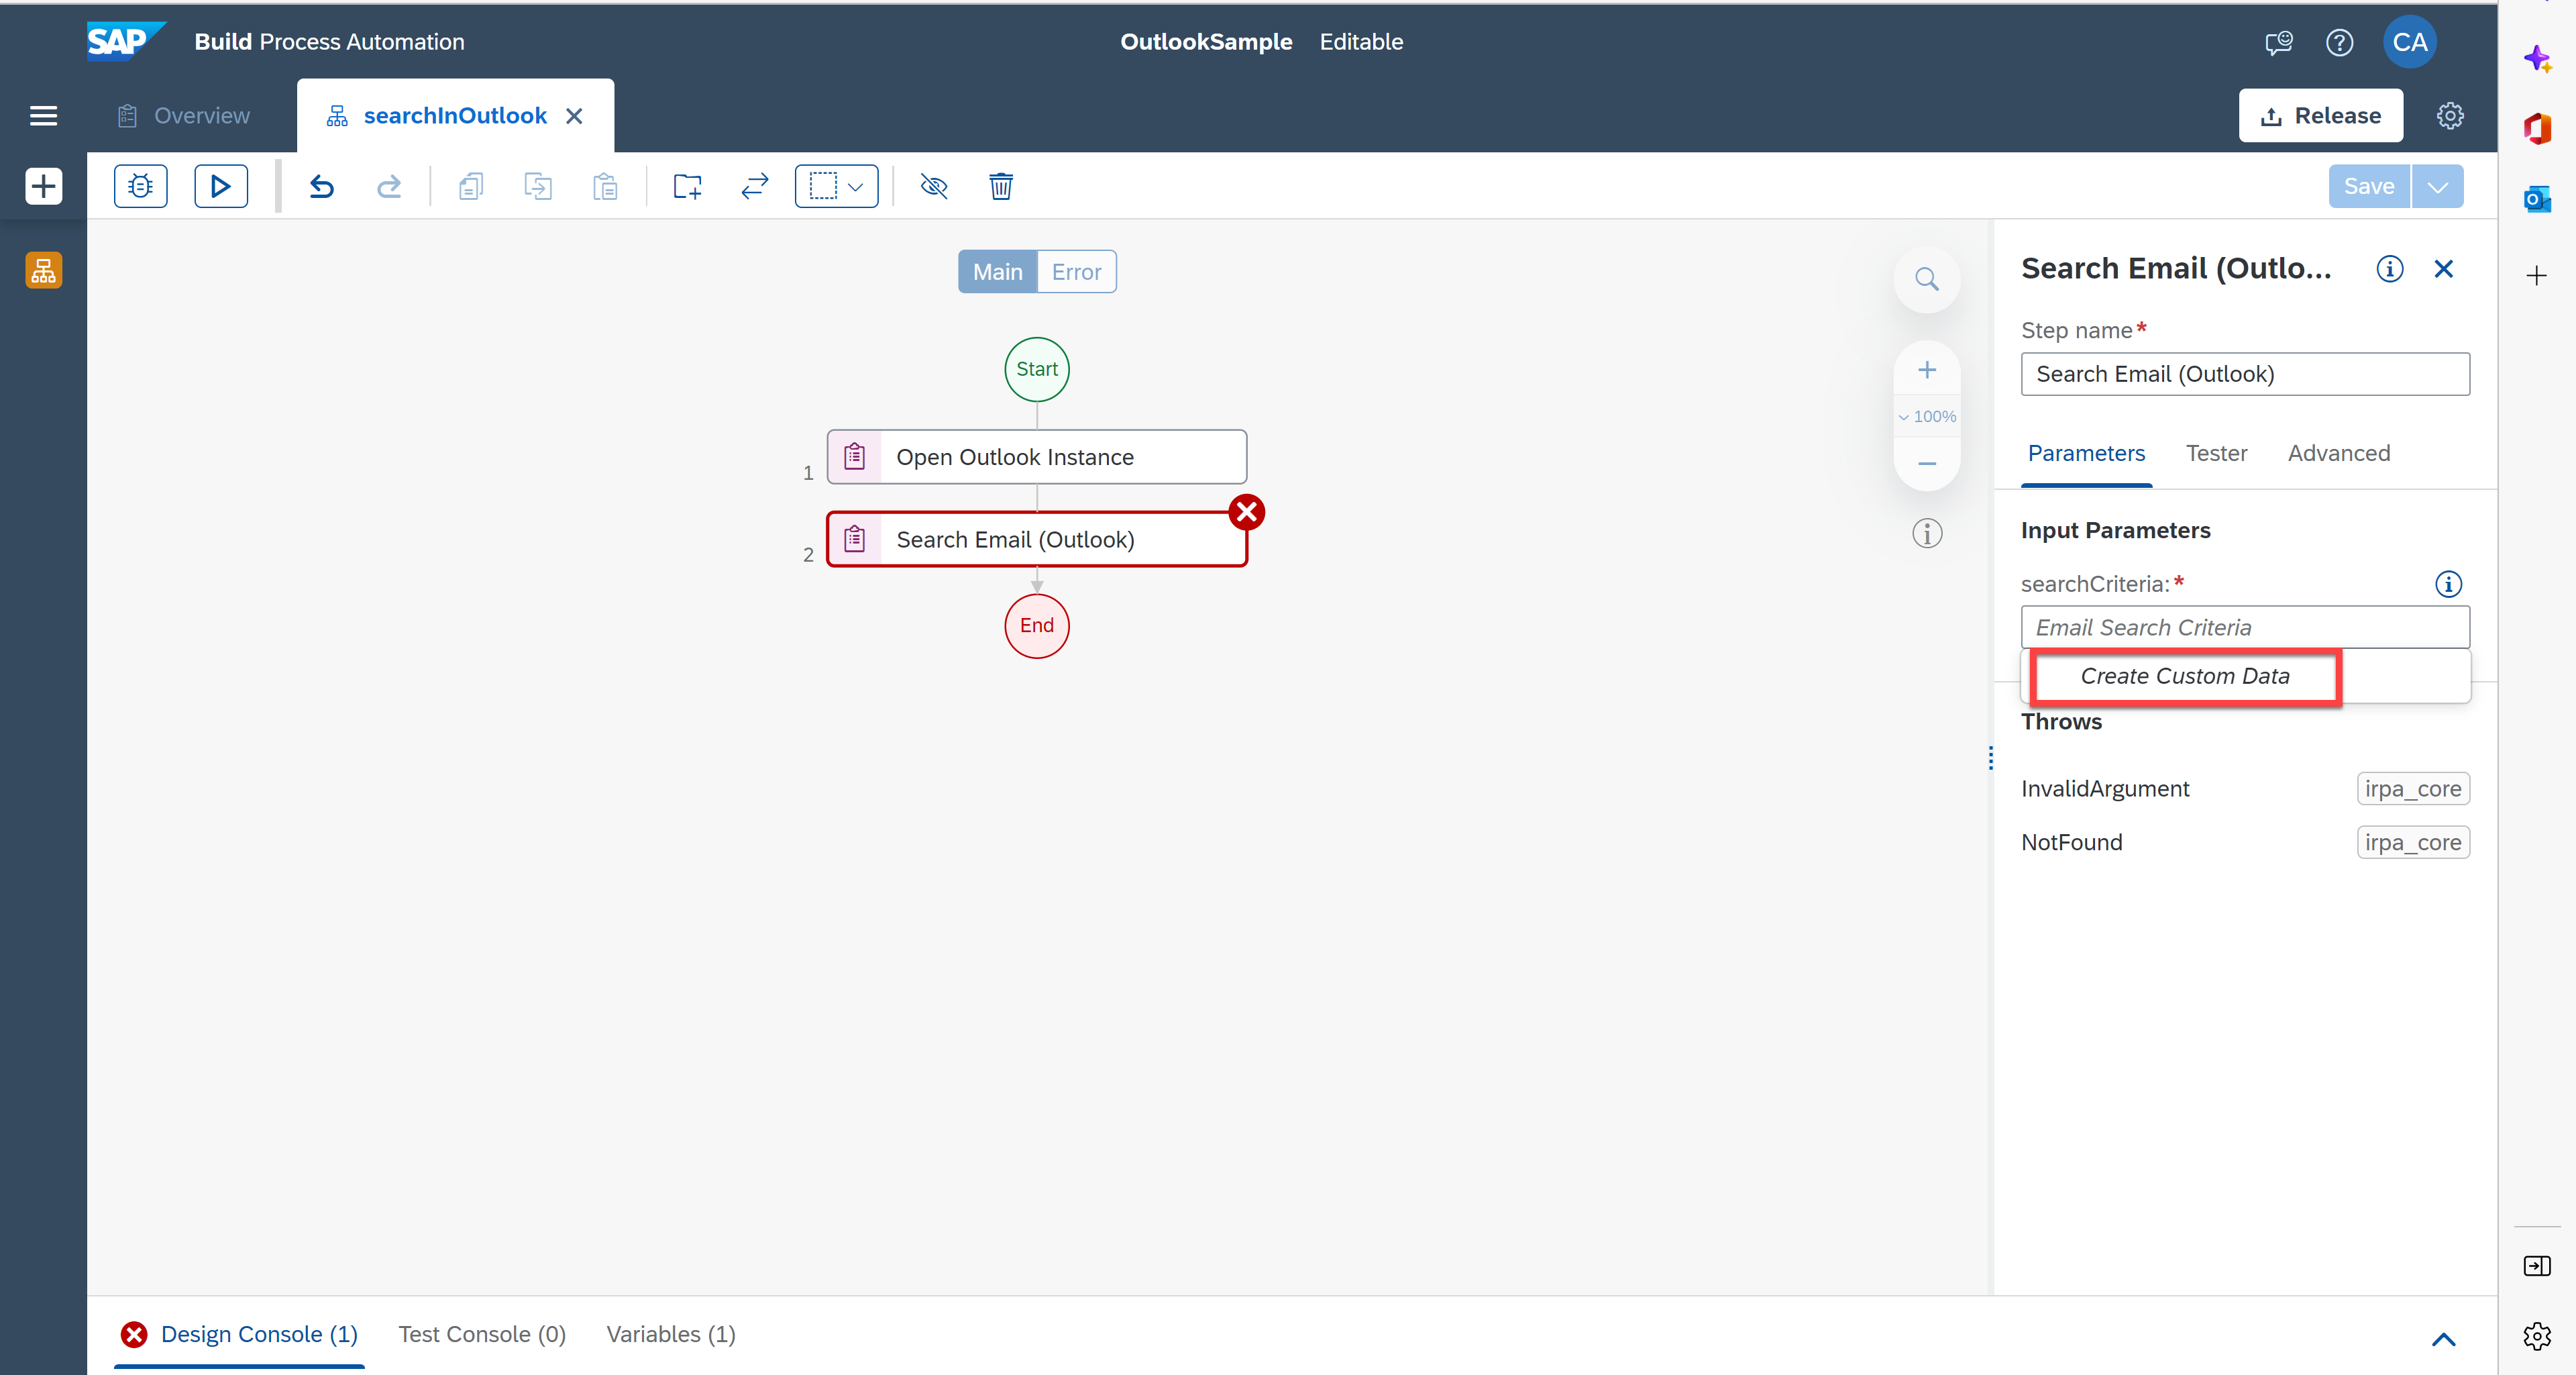 SAP Build Process Automation
OutlookSample Editable
CA
Overview
searchInOutlook
Release
Save
Main Error
Start
1 Open Outlook Instance
2 Search Email (Outlook)
End
100%
Search Email (Outlo...
Step name*
Search Email (Outlook)
Parameters Tester Advanced
Input Parameters
searchCriteria:*
Email Search Criteria
Create Custom Data
Throws
InvalidArgument irpa_core
NotFound irpa_core
Design Console (1) Test Console (0) Variables (1)